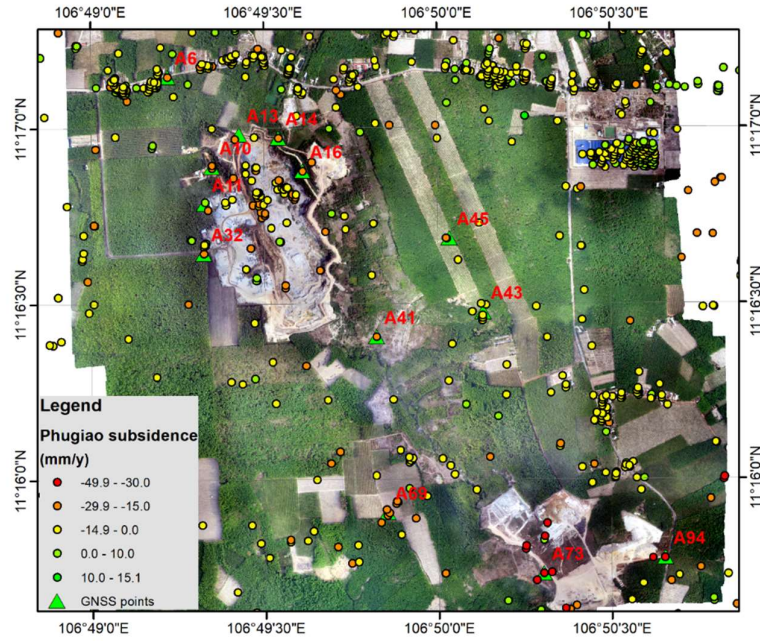 106°49'0"E 106°49'30"E 106°50'0"E 106°50'30"E
A6
A13 A14
11°17'0"N 11°17'0"N
A70
A16
A11
A45
A32
A43
11°16'30"N 11°16'30"N
A41
Legend
Phugiao subsidence
(mm/y)
-49.9 - -30.0
-29.9 - -15.0
-14.9 - 0.0
0.0 - 10.0
10.0 - 15.1
GNSS points
11°16'0"N 11°16'0"N
A69
A73
A94
106°49'0"E 106°49'30"E 106°50'0"E 106°50'30"E